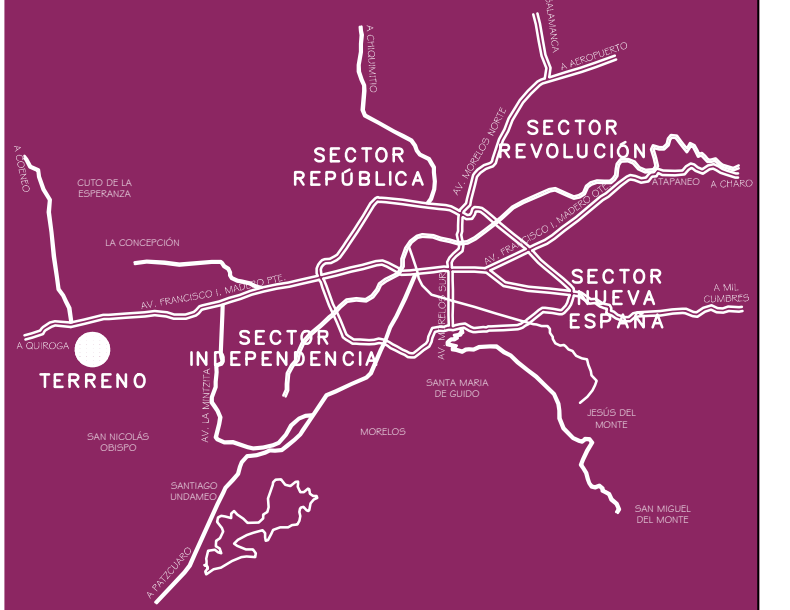 SALAMANCA
A AEROPUERTO
A CHIQUIMITIO
AV. MORELOS NORTE
SECTOR
REVOLUCIÓN
SECTOR
REPÚBLICA
A COENEO
CUTO DE LA
ESPERANZA
ATAPANEO
A CHARO
AV. FRANCISCO I. MADERO OTE.
LA CONCEPCIÓN
AV. FRANCISCO I. MADERO PTE.
SECTOR
NUEVA
ESPAÑA
A MIL
CUMBRES
AV. MORELOS SUR
A QUIROGA
TERRENO
SECTOR
INDEPENDENCIA
AV. LA MINTZITA
SANTA MARIA
DE GUIDO
JESÚS DEL
MONTE
SAN NICOLÁS
OBISPO
MORELOS
SANTIAGO
UNDAMEO
SAN MIGUEL
DEL MONTE
A PATZCUARO